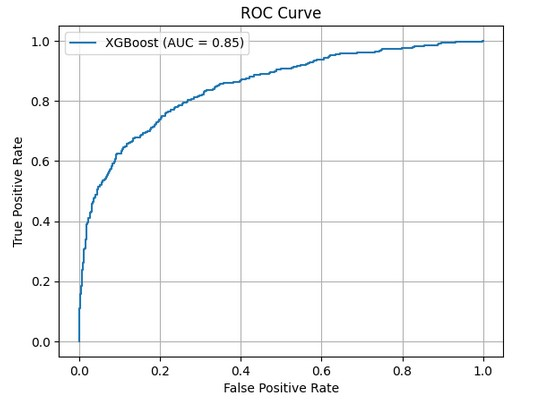 ROC Curve
XGBoost (AUC = 0.85)
True Positive Rate
1.0
0.8
0.6
0.4
0.2
0.0
0.0 0.2 0.4 0.6 0.8 1.0
False Positive Rate